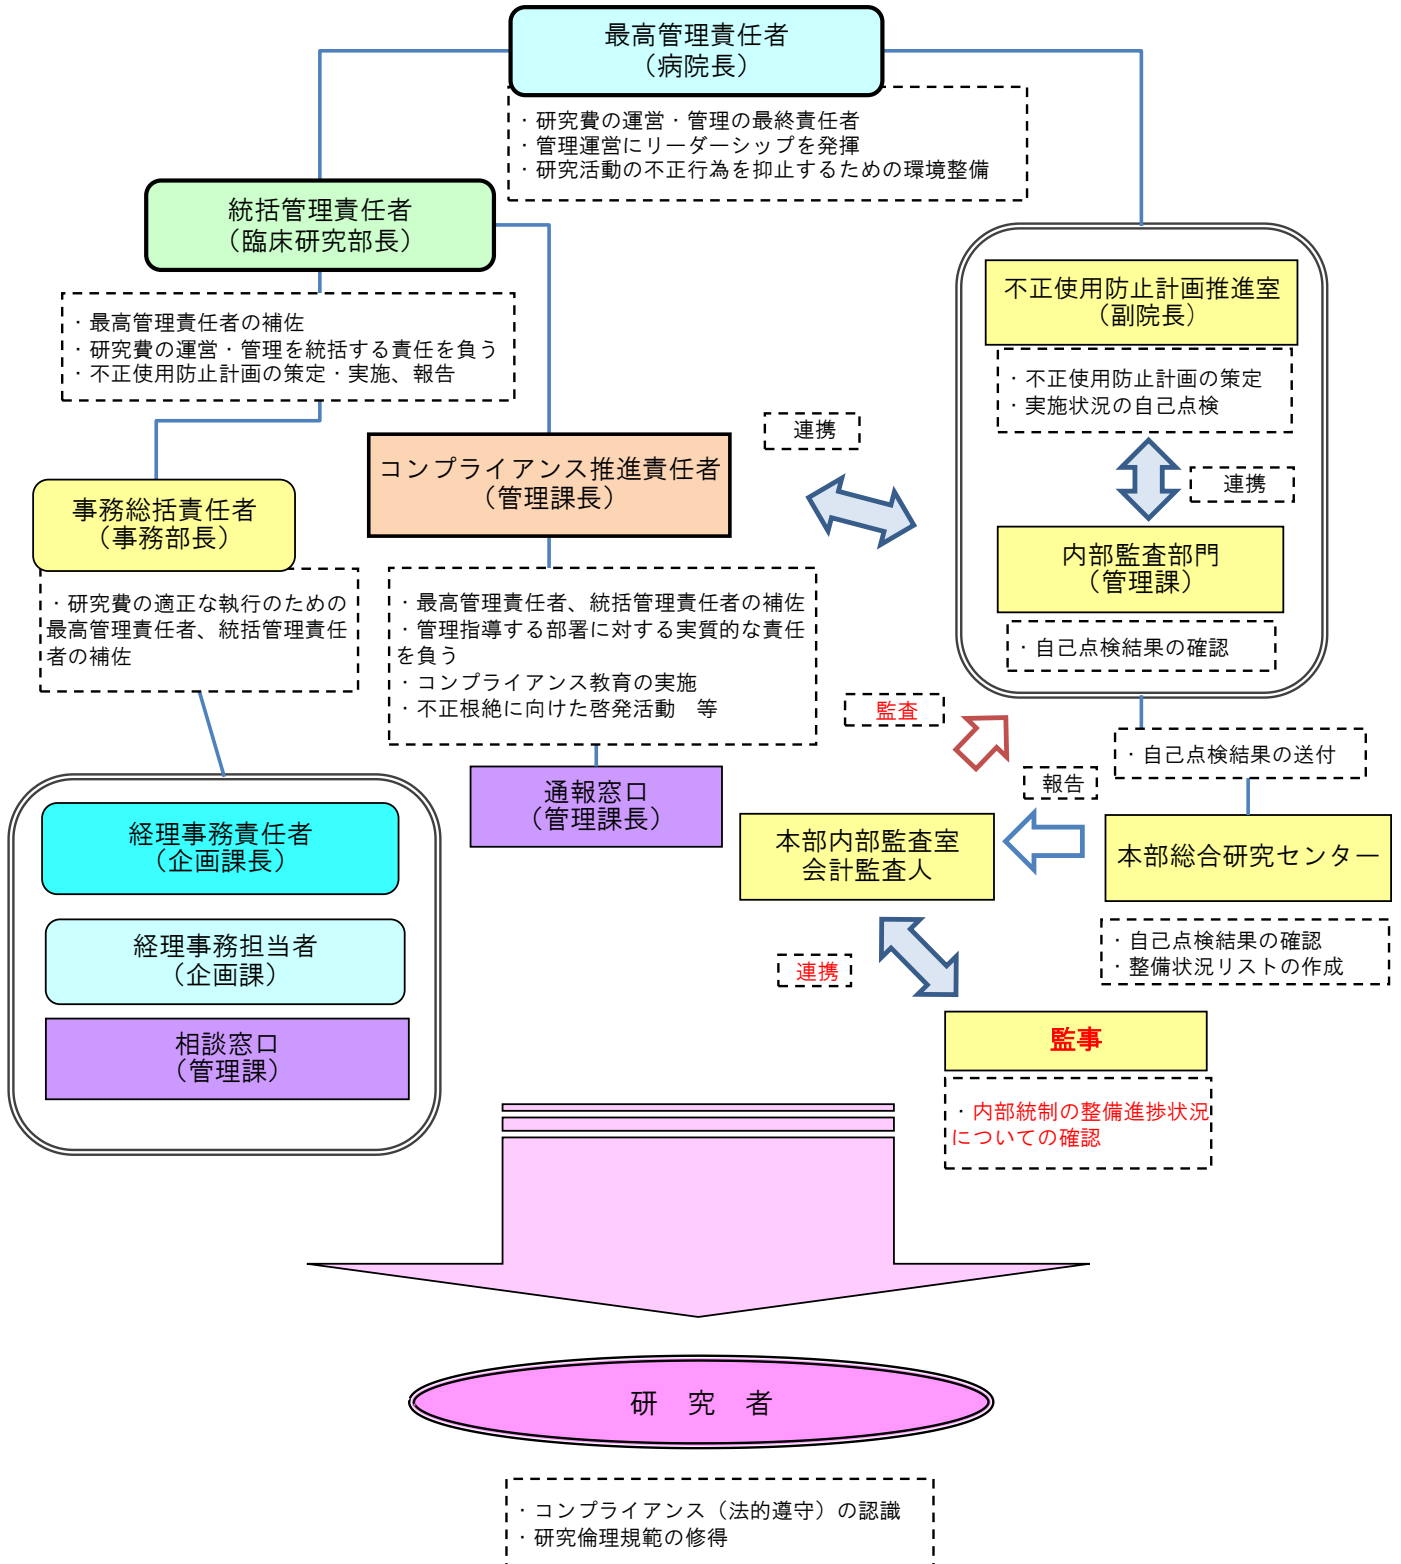 最高管理責任者
（病院長）
・研究費の運営・管理の最終責任者
・管理運営にリーダーシップを発揮
・研究活動の不正行為を抑止するための環境整備
統括管理責任者
（臨床研究部長）
・最高管理責任者の補佐
・研究費の運営・管理を統括する責任を負う
・不正使用防止計画の策定・実施、報告
不正使用防止計画推進室
（副院長）
・不正使用防止計画の策定
・実施状況の自己点検
連携
連携
コンプライアンス推進責任者
（管理課長）
事務総括責任者
（事務部長）
内部監査部門
（管理課）
・自己点検結果の確認
・研究費の適正な執行のための
最高管理責任者、統括管理責任
者の補佐
・最高管理責任者、統括管理責任者の補佐
・管理指導する部署に対する実質的な責任
を負う
・コンプライアンス教育の実施
・不正根絶に向けた啓発活動　等
監査
・自己点検結果の送付
報告
通報窓口
（管理課長）
経理事務責任者
（企画課長）
本部内部監査室
会計監査人
本部総合研究センター
・自己点検結果の確認
・整備状況リストの作成
経理事務担当者
（企画課）
連携
相談窓口
（管理課）
監事
・内部統制の整備進捗状況
についての確認
研　究　者
・コンプライアンス（法的遵守）の認識
・研究倫理規範の修得